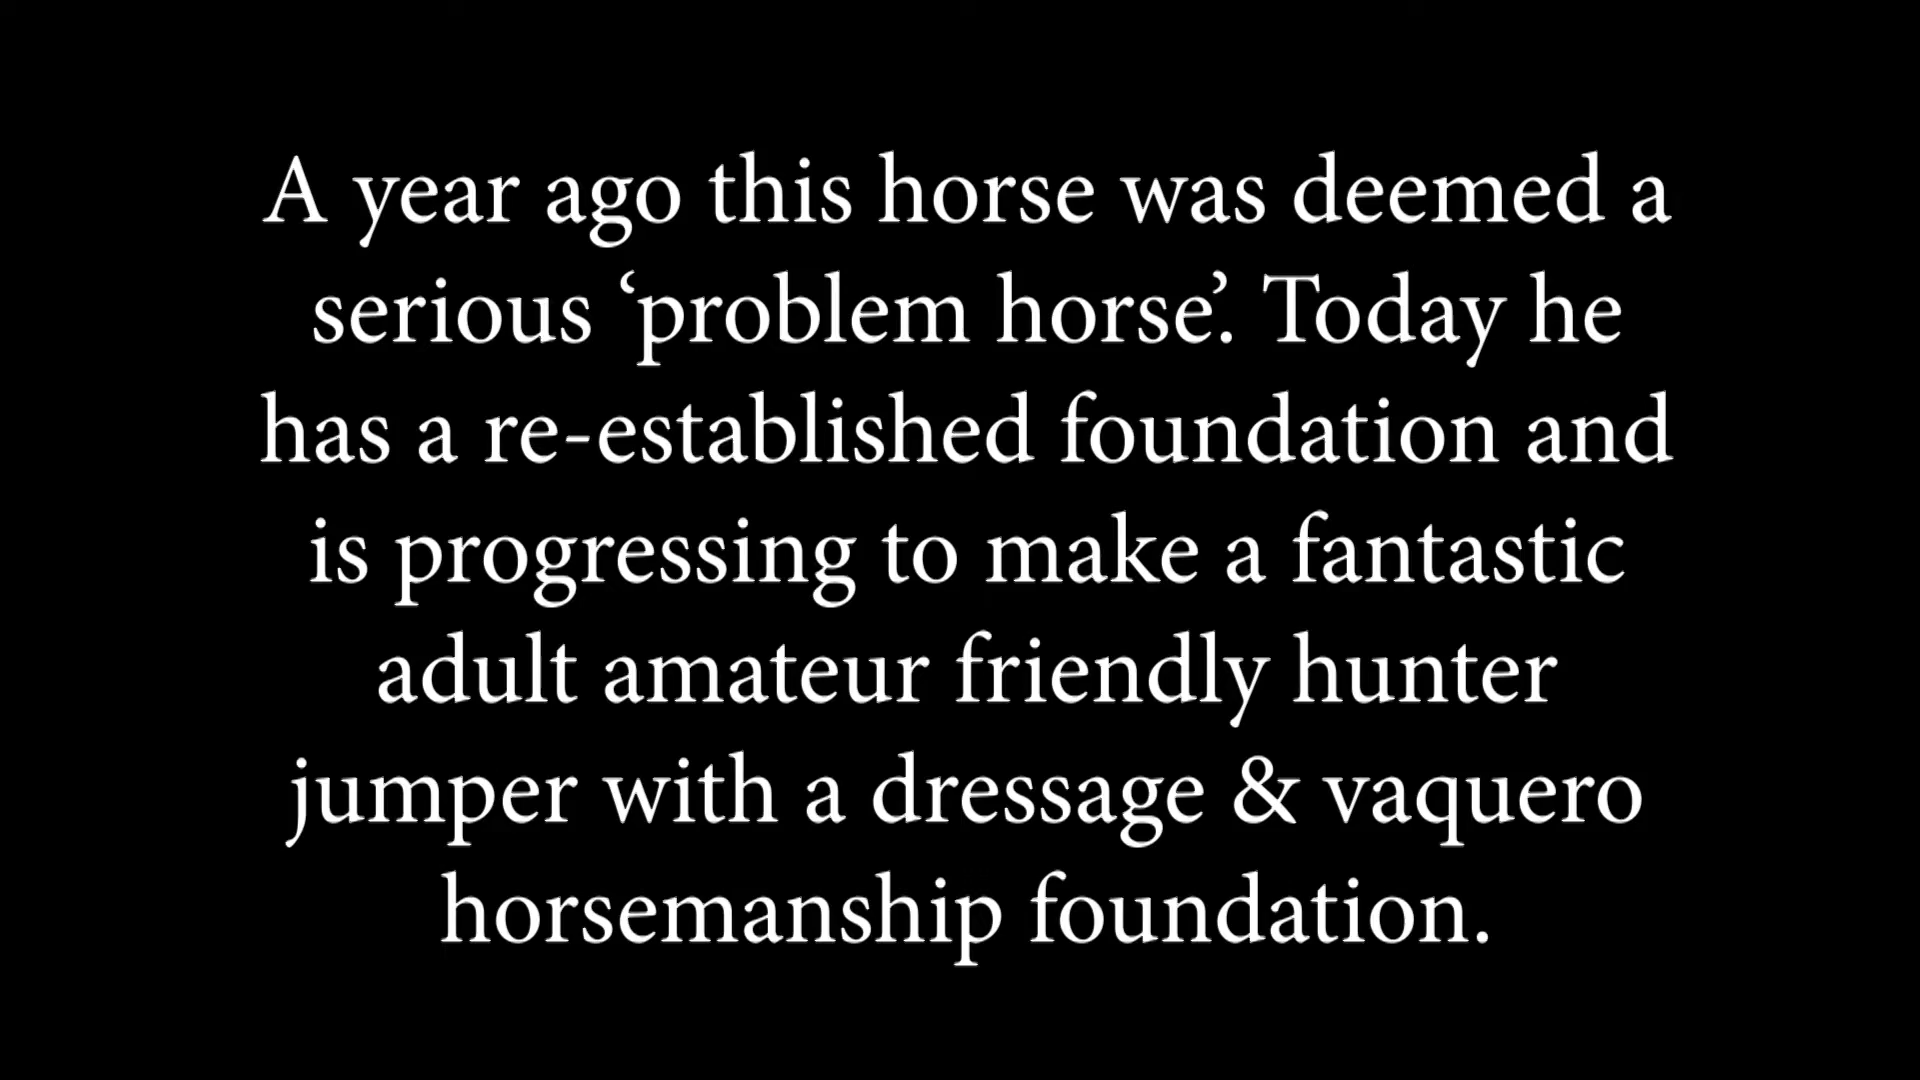 A year ago this horse was deemed a
serious ‘problem horse’. Today he
has a re-established foundation and
is progressing to make a fantastic
adult amateur friendly hunter
jumper with a dressage & vaquero
horsemanship foundation.